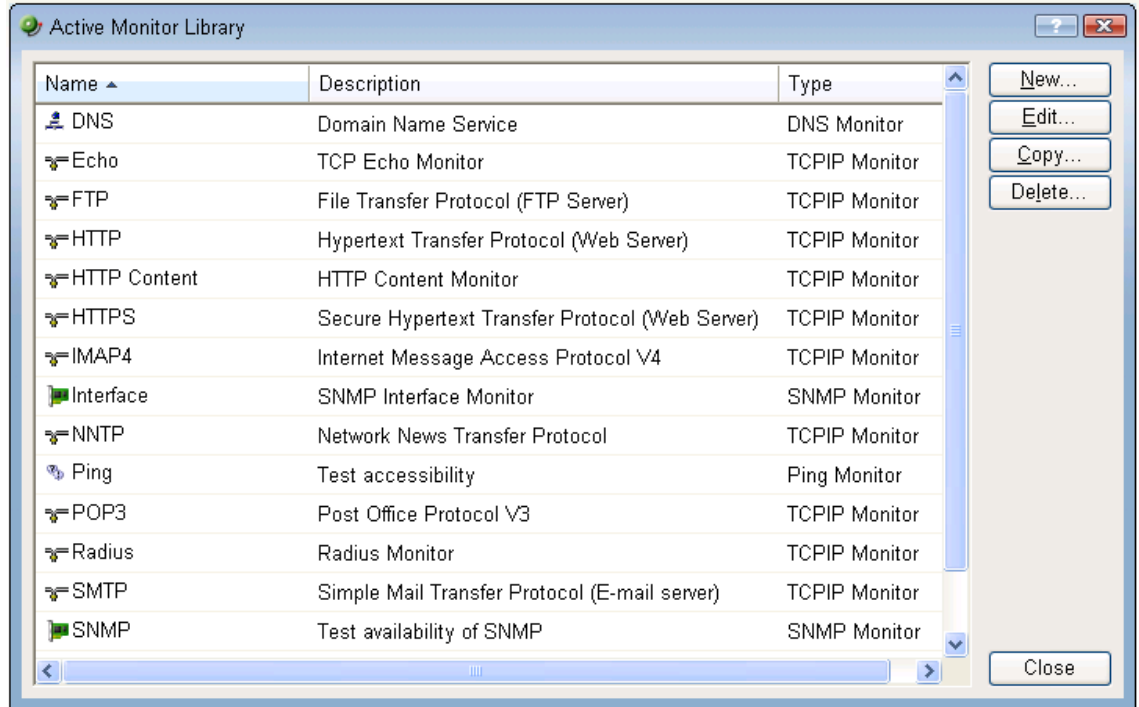 Active Monitor Library
Name Description Type
DNS Domain Name Service DNS Monitor
Echo TCP Echo Monitor TCPIP Monitor
FTP File Transfer Protocol (FTP Server) TCPIP Monitor
HTTP Hypertext Transfer Protocol (Web Server) TCPIP Monitor
HTTP Content HTTP Content Monitor TCPIP Monitor
HTTPS Secure Hypertext Transfer Protocol (Web Server) TCPIP Monitor
IMAP4 Internet Message Access Protocol V4 TCPIP Monitor
Interface SNMP Interface Monitor SNMP Monitor
NNTP Network News Transfer Protocol TCPIP Monitor
Ping Test accessibility Ping Monitor
POP3 Post Office Protocol V3 TCPIP Monitor
Radius Radius Monitor TCPIP Monitor
SMTP Simple Mail Transfer Protocol (E-mail server) TCPIP Monitor
SNMP Test availability of SNMP SNMP Monitor
New...
Edit...
Copy...
Delete...
Close